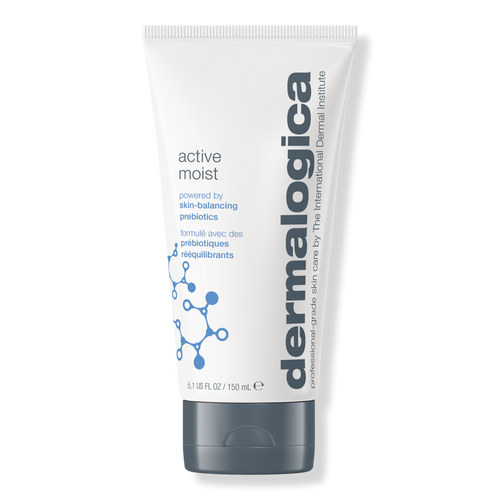 active
moist
powered by
skin-balancing
prebiotics
formulé avec des
prébiotiques
rééquilibrants
5.1 US FL OZ / 150 mL ℮
dermalogica
professional-grade skin care by The International Dermal Institute